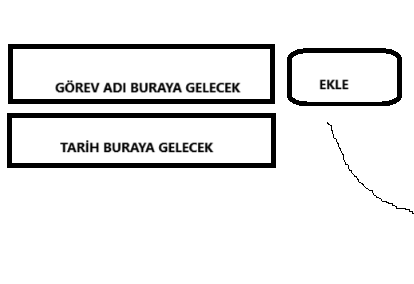 GÖREV ADI BURAYA GELECEK
EKLE
TARİH BURAYA GELECEK